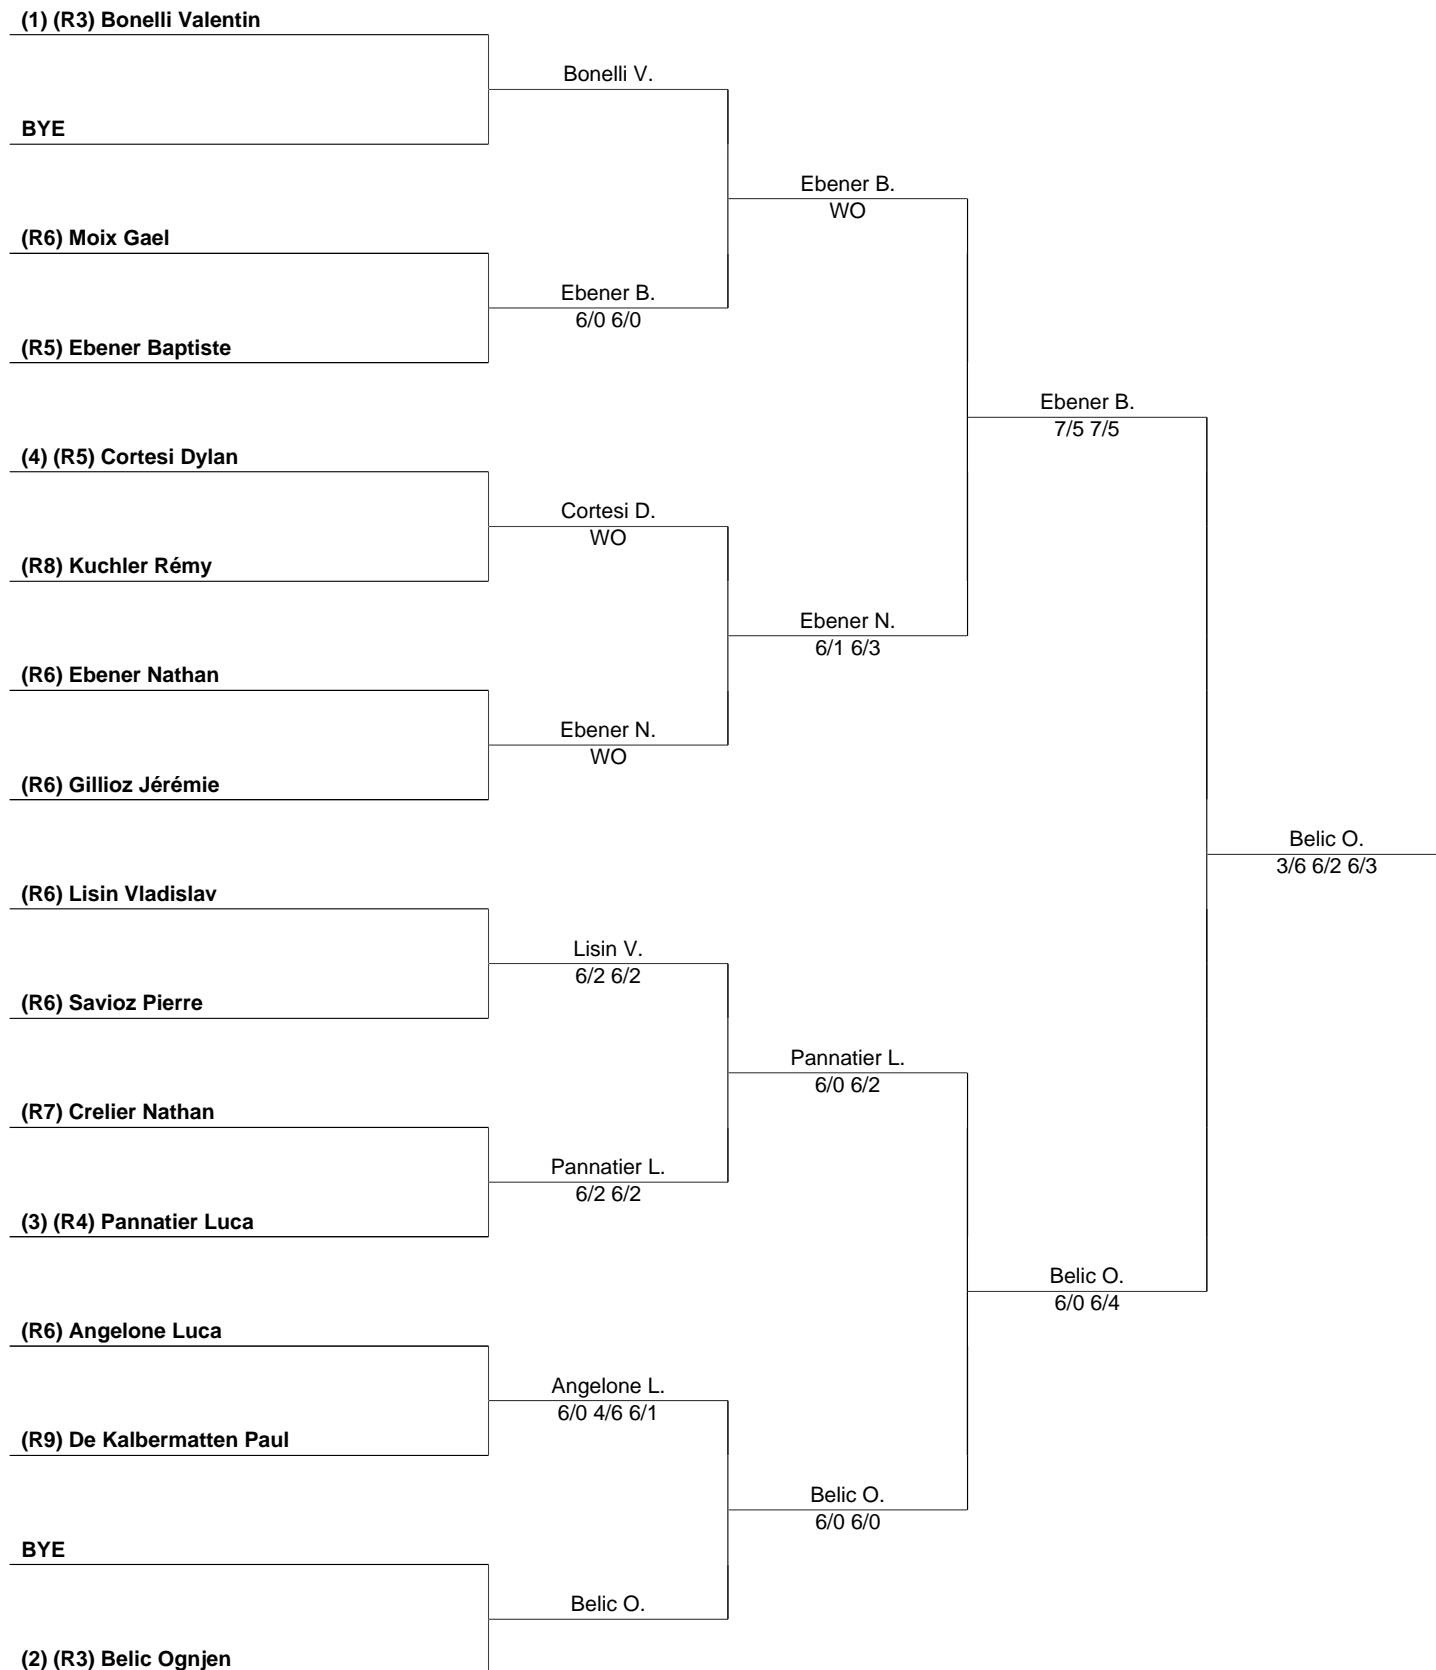 (1) (R3) Bonelli Valentin
Bonelli V.
BYE
Ebener B.
WO
(R6) Moix Gael
Ebener B.
6/0 6/0
(R5) Ebener Baptiste
Ebener B.
7/5 7/5
(4) (R5) Cortesi Dylan
Cortesi D.
WO
(R8) Kuchler Rémy
Ebener N.
6/1 6/3
(R6) Ebener Nathan
Ebener N.
WO
(R6) Gillioz Jérémie
Belic O.
3/6 6/2 6/3
(R6) Lisin Vladislav
Lisin V.
6/2 6/2
(R6) Savioz Pierre
Pannatier L.
6/0 6/2
(R7) Crelier Nathan
Pannatier L.
6/2 6/2
(3) (R4) Pannatier Luca
Belic O.
6/0 6/4
(R6) Angelone Luca
Angelone L.
6/0 4/6 6/1
(R9) De Kalbermatten Paul
Belic O.
6/0 6/0
BYE
Belic O.
(2) (R3) Belic Ognjen